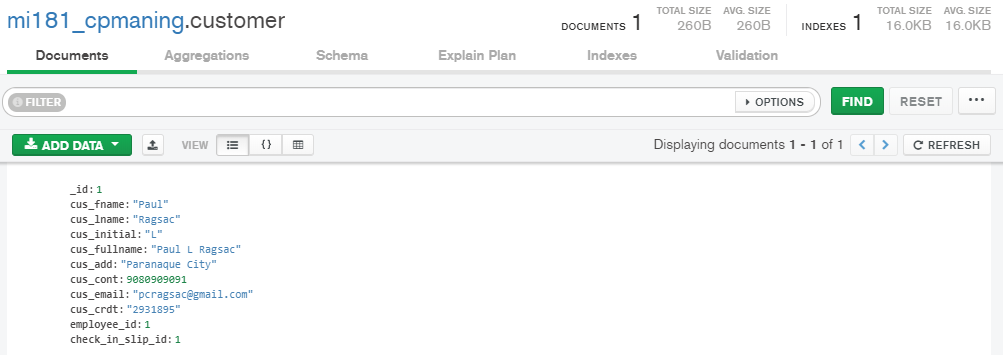 mi181_cpmaning.customer
DOCUMENTS 1 TOTAL SIZE 260B AVG. SIZE 260B INDEXES 1 TOTAL SIZE 16.0KB AVG. SIZE 16.0KB
Documents Aggregations Schema Explain Plan Indexes Validation
FILTER OPTIONS FIND RESET ...
ADD DATA VIEW {} Displaying documents 1 - 1 of 1 < > REFRESH
_id: 1
cus_fname: "Paul"
cus_lname: "Ragsac"
cus_initial: "L"
cus_fullname: "Paul L Ragsac"
cus_add: "Paranaque City"
cus_cont: 9080909091
cus_email: "pcragsac@gmail.com"
cus_crdt: "2931895"
employee_id: 1
check_in_slip_id: 1